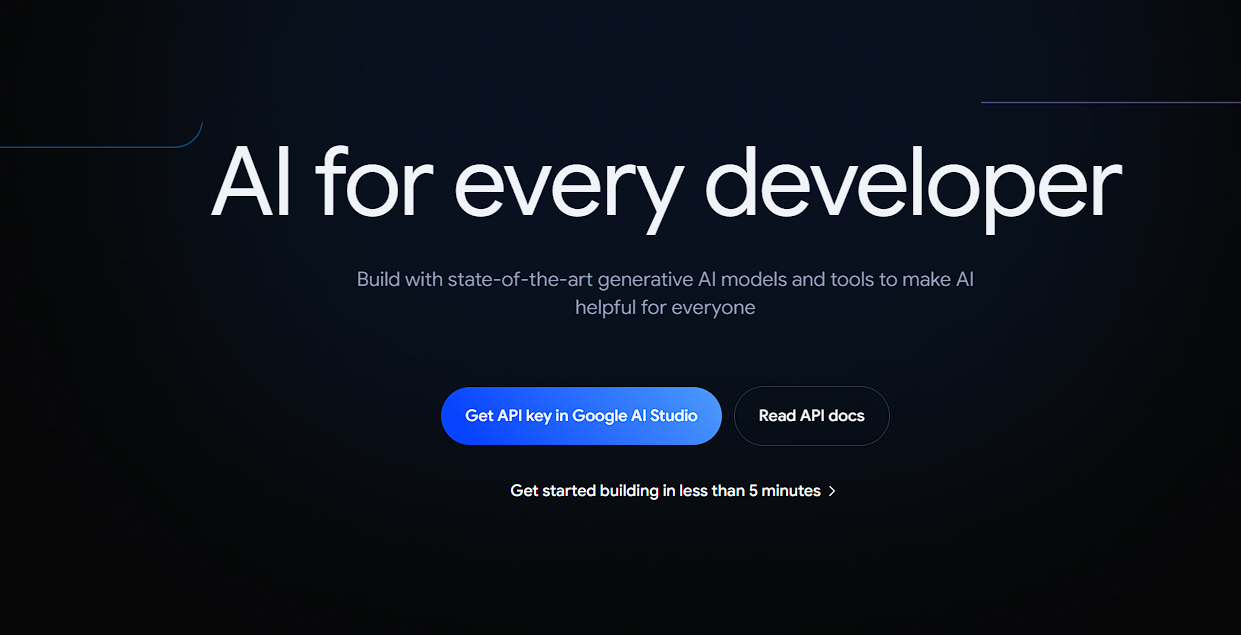 AI for every developer
Build with state-of-the-art generative AI models and tools to make AI
helpful for everyone
Get API key in Google AI Studio
Read API docs
Get started building in less than 5 minutes